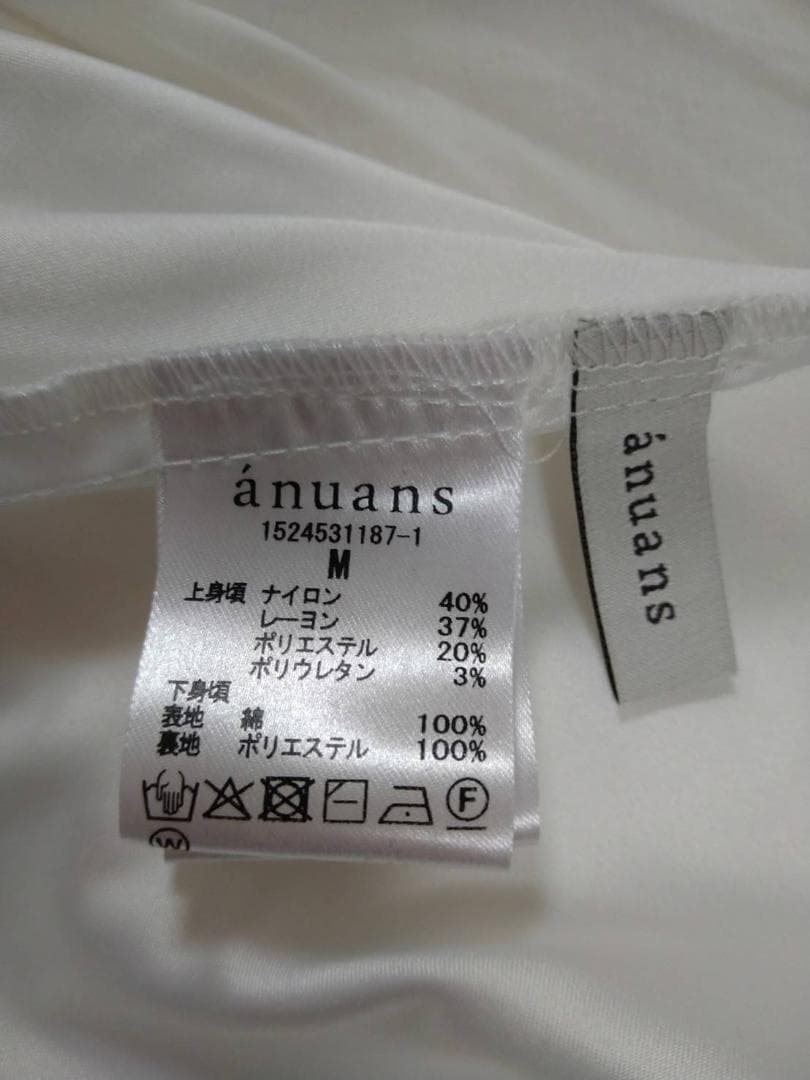 ánuans
1524531187-1
M
上身頃 ナイロン 40%
レーヨン 37%
ポリエステル 20%
ポリウレタン 3%
下身頃
表地 綿 100%
裏地 ポリエステル 100%
F
W
ánuans